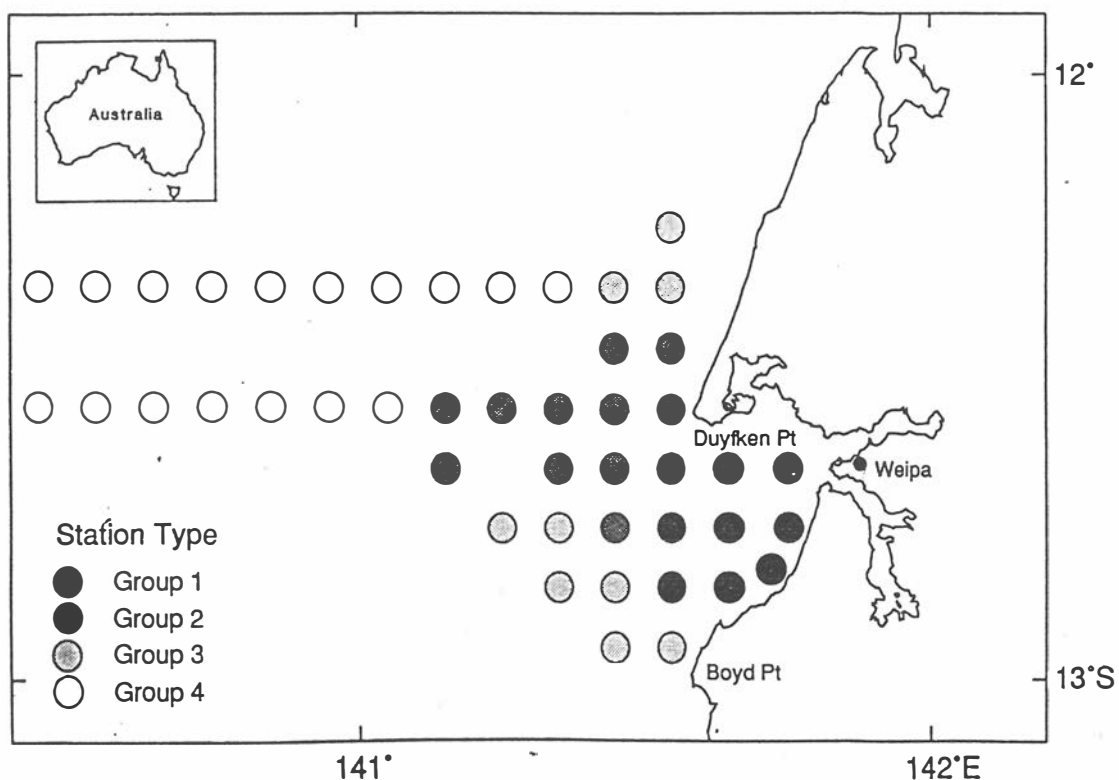 Australia
12°
Duyfken Pt
Weipa
Station Type
Group 1
Group 2
Group 3
Group 4
Boyd Pt
13°S
141°
142°E